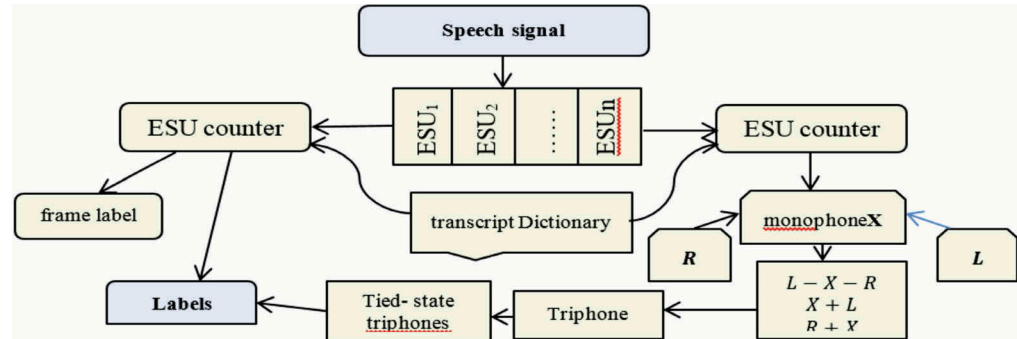 Speech signal
ESU counter
ESU₁
ESU₂
......
ESUn
ESU counter
frame label
transcript Dictionary
monophoneX
R
L
Labels
Tied- state
triphones
Triphone
L − X − R
X + L
R + X